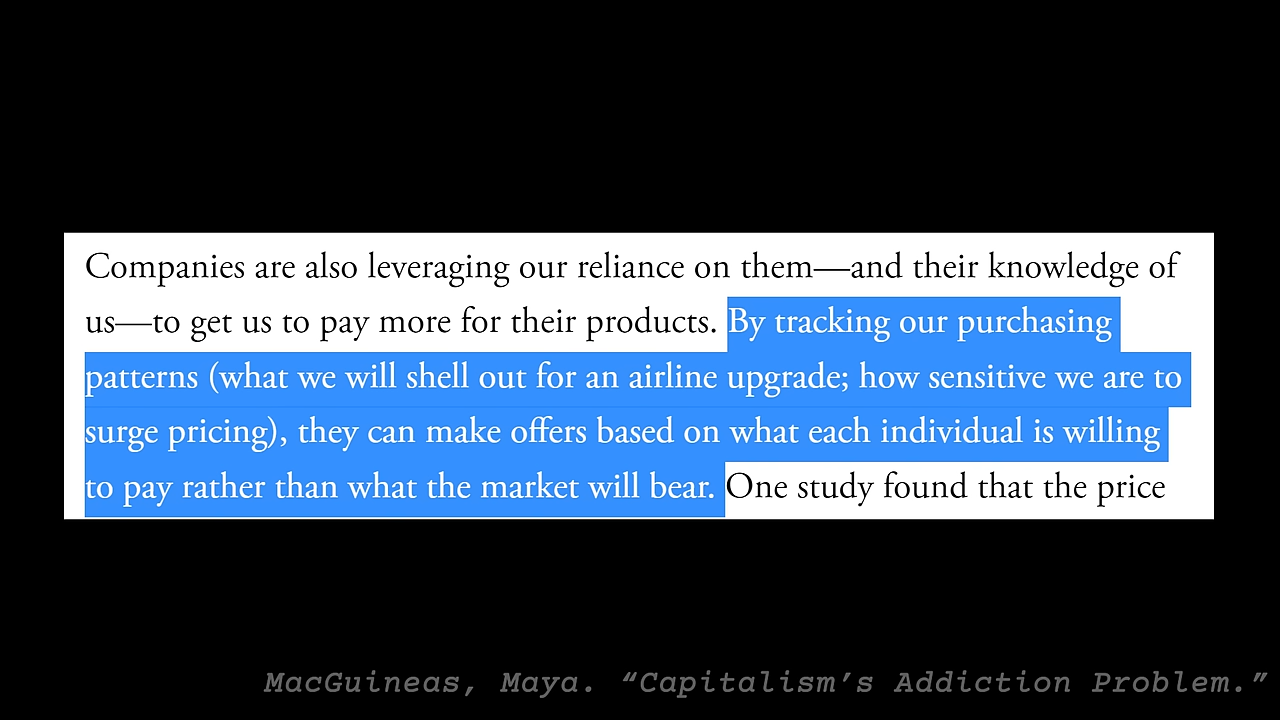 Companies are also leveraging our reliance on them—and their knowledge of
us—to get us to pay more for their products. By tracking our purchasing
patterns (what we will shell out for an airline upgrade; how sensitive we are to
surge pricing), they can make offers based on what each individual is willing
to pay rather than what the market will bear. One study found that the price
MacGuineas, Maya. “Capitalism’s Addiction Problem.”